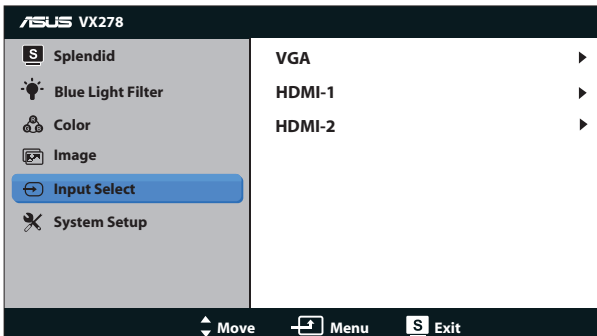 ASUS VX278
S Splendid
Blue Light Filter
Color
Image
Input Select
System Setup
VGA
HDMI-1
HDMI-2
Move Menu S Exit